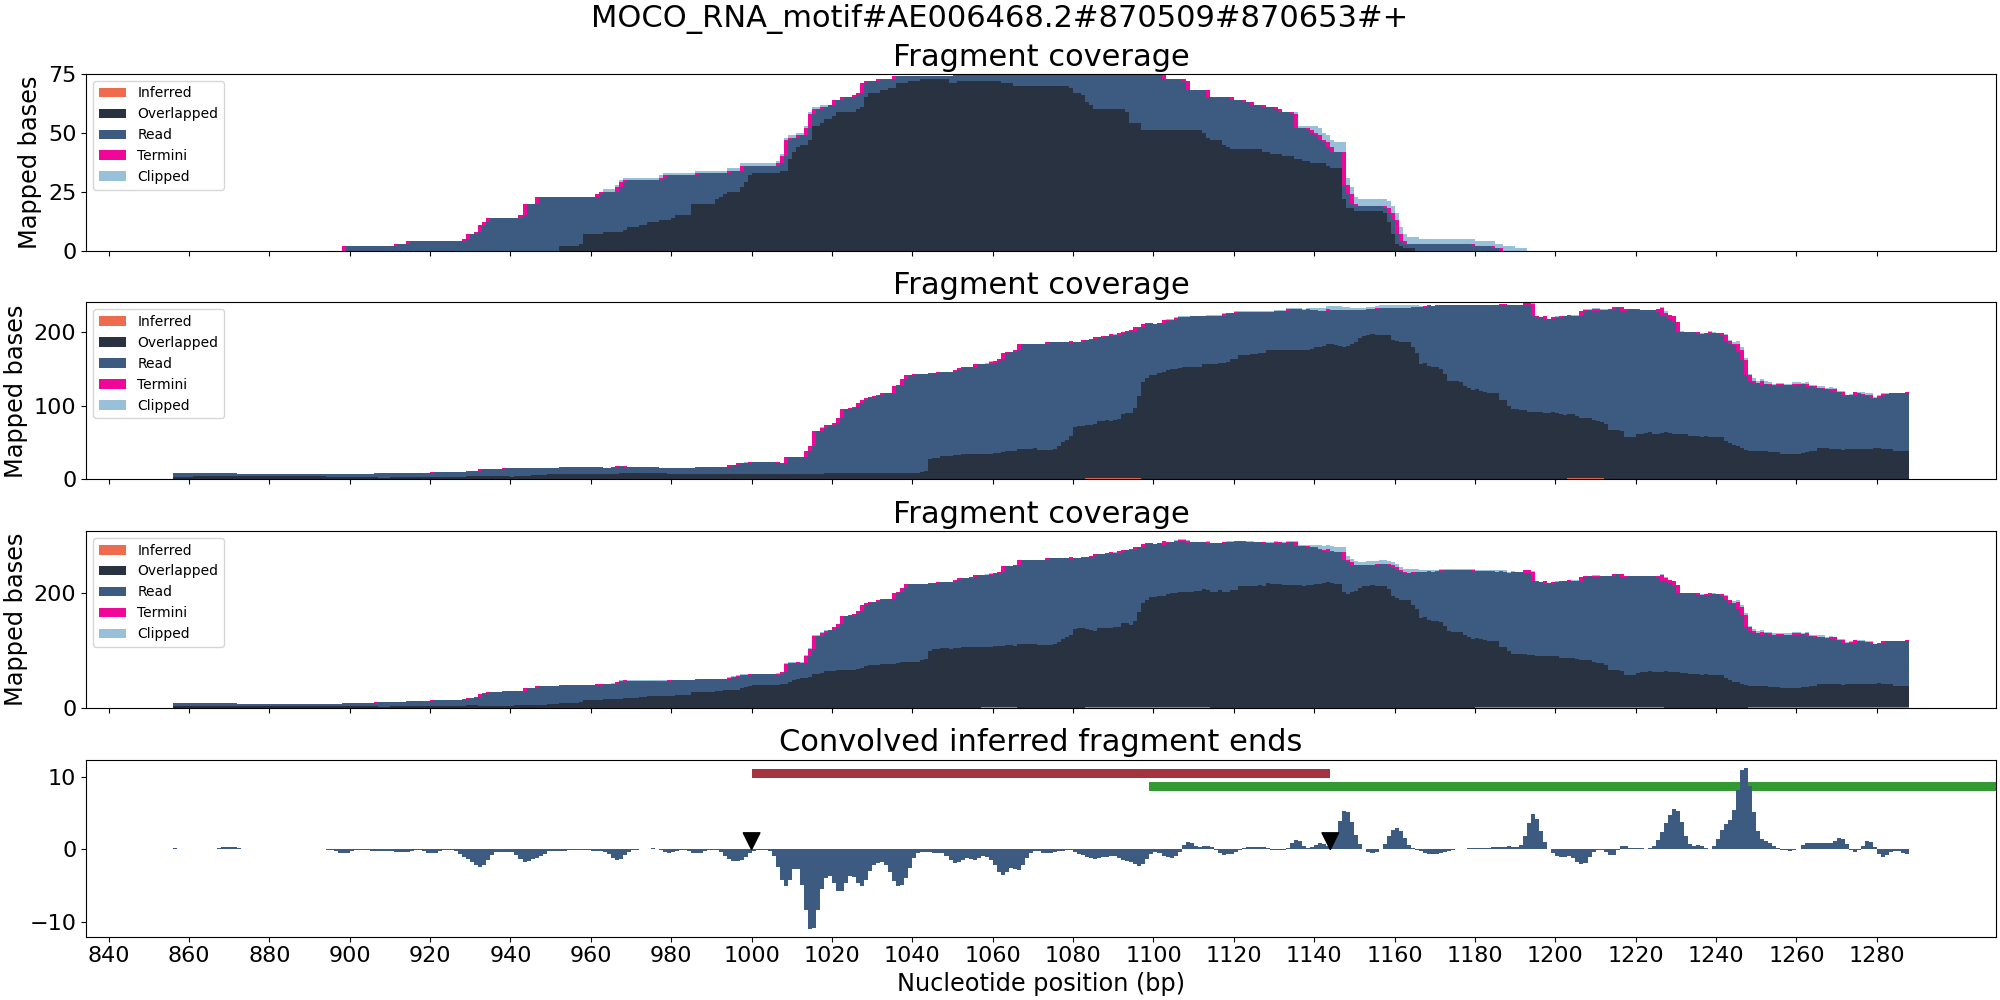 MOCO_RNA_motif#AE006468.2#870509#870653#+
Fragment coverage
Mapped bases
75
50
25
0
Inferred
Overlapped
Read
Termini
Clipped
Fragment coverage
Mapped bases
200
100
0
Inferred
Overlapped
Read
Termini
Clipped
Fragment coverage
Mapped bases
200
0
Inferred
Overlapped
Read
Termini
Clipped
Convolved inferred fragment ends
10
0
−10
840 860 880 900 920 940 960 980 1000 1020 1040 1060 1080 1100 1120 1140 1160 1180 1200 1220 1240 1260 1280
Nucleotide position (bp)